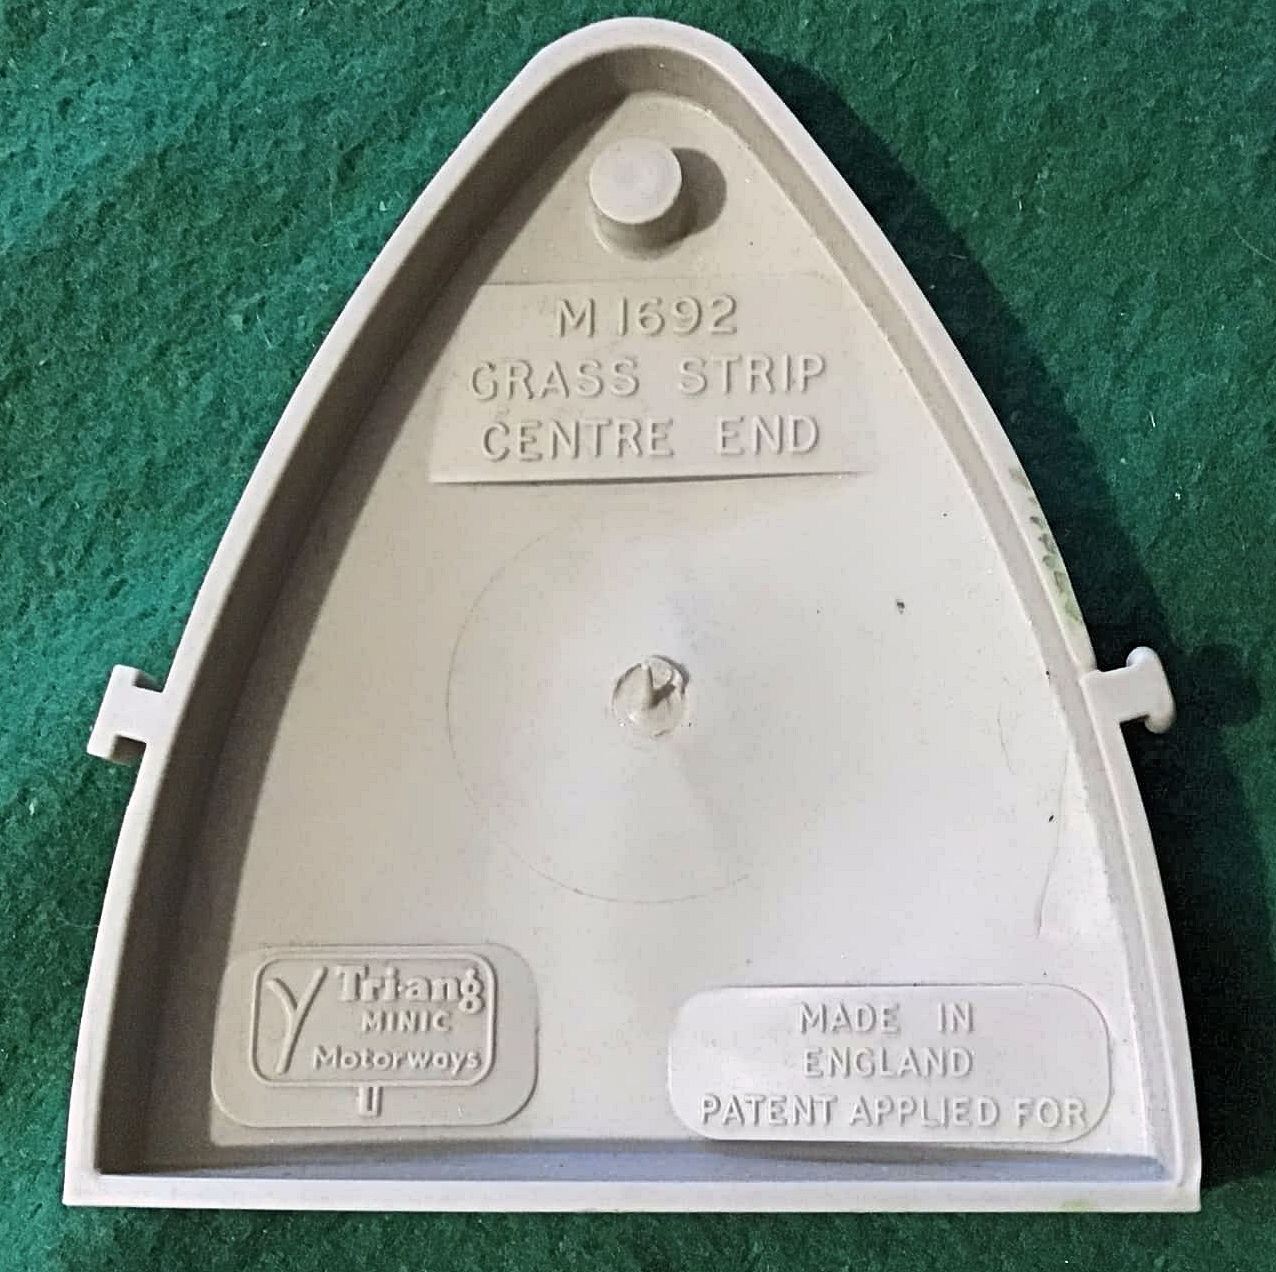 M 1692
GRASS STRIP
CENTRE END
Tri-ang
MINIC
Motorways
MADE IN
ENGLAND
PATENT APPLIED FOR